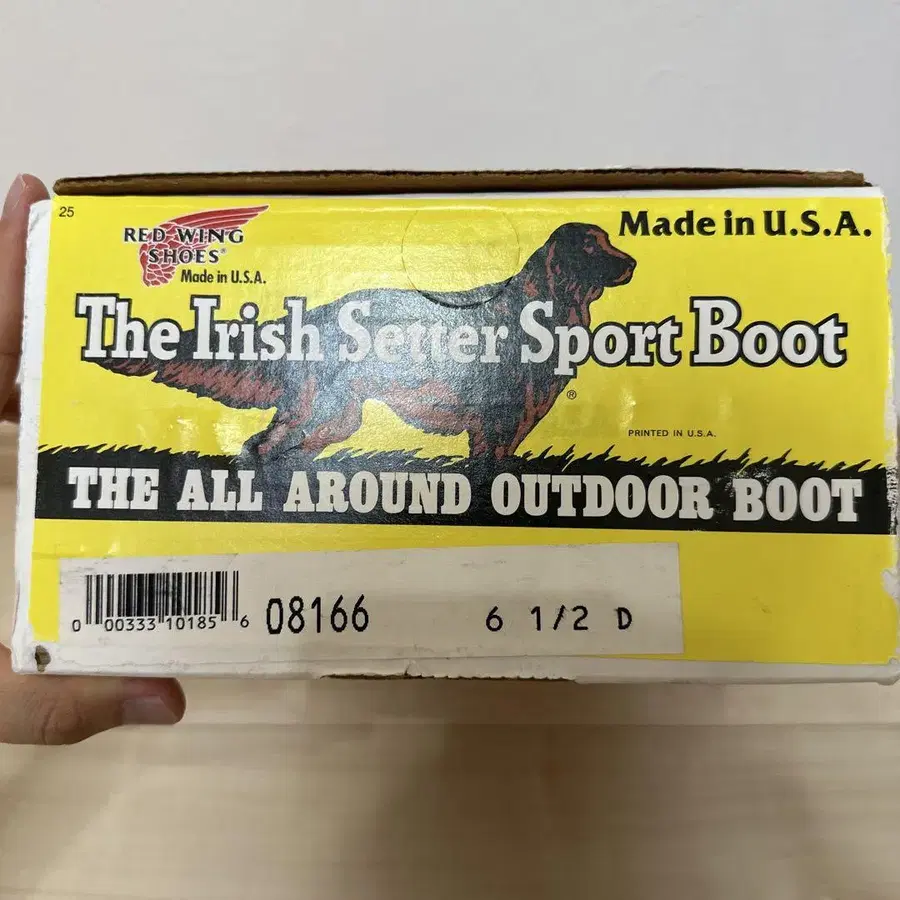 25
RED WING
SHOES®
Made in U.S.A.
Made in U.S.A.
The Irish Setter Sport Boot
®
PRINTED IN U.S.A.
THE ALL AROUND OUTDOOR BOOT
0 00333 10185 6
08166 6 1/2 D